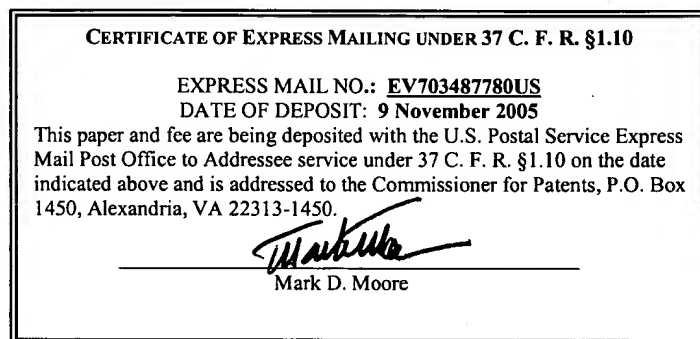 CERTIFICATE OF EXPRESS MAILING UNDER 37 C. F. R. §1.10
EXPRESS MAIL NO.: EV703487780US
DATE OF DEPOSIT: 9 November 2005
This paper and fee are being deposited with the U.S. Postal Service Express
Mail Post Office to Addressee service under 37 C. F. R. §1.10 on the date
indicated above and is addressed to the Commissioner for Patents, P.O. Box
1450, Alexandria, VA 22313-1450.
Mark D. Moore